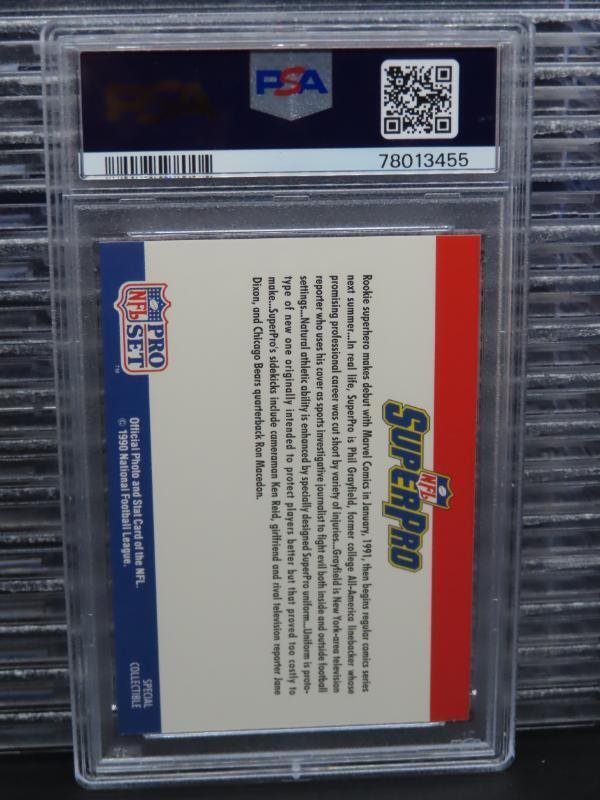 PSA
PSA
78013455
NFL
SUPERPRO
Rookie superhero makes debut with Marvel Comics in January, 1991, then begins regular comics series
next summer...In real life, SuperPro is Phil Grayfield, former college All-America linebacker whose
promising professional career was cut short by variety of injuries...Grayfield is New York-area television
reporter who uses his cover as sports investigative journalist to fight evil both inside and outside football
settings...Natural athletic ability is enhanced by specially designed SuperPro uniform...Uniform is proto-
type of new one originally intended to protect players better but that proved too costly to
make...SuperPro's sidekicks include cameraman Ken Reid, girlfriend and rival television reporter Jane
Dixon, and Chicago Bears quarterback Ron Macedon.
PRO
NFL
SET
TM
Official Photo and Stat Card of the NFL.
© 1990 National Football League.
SPECIAL
COLLECTIBLE